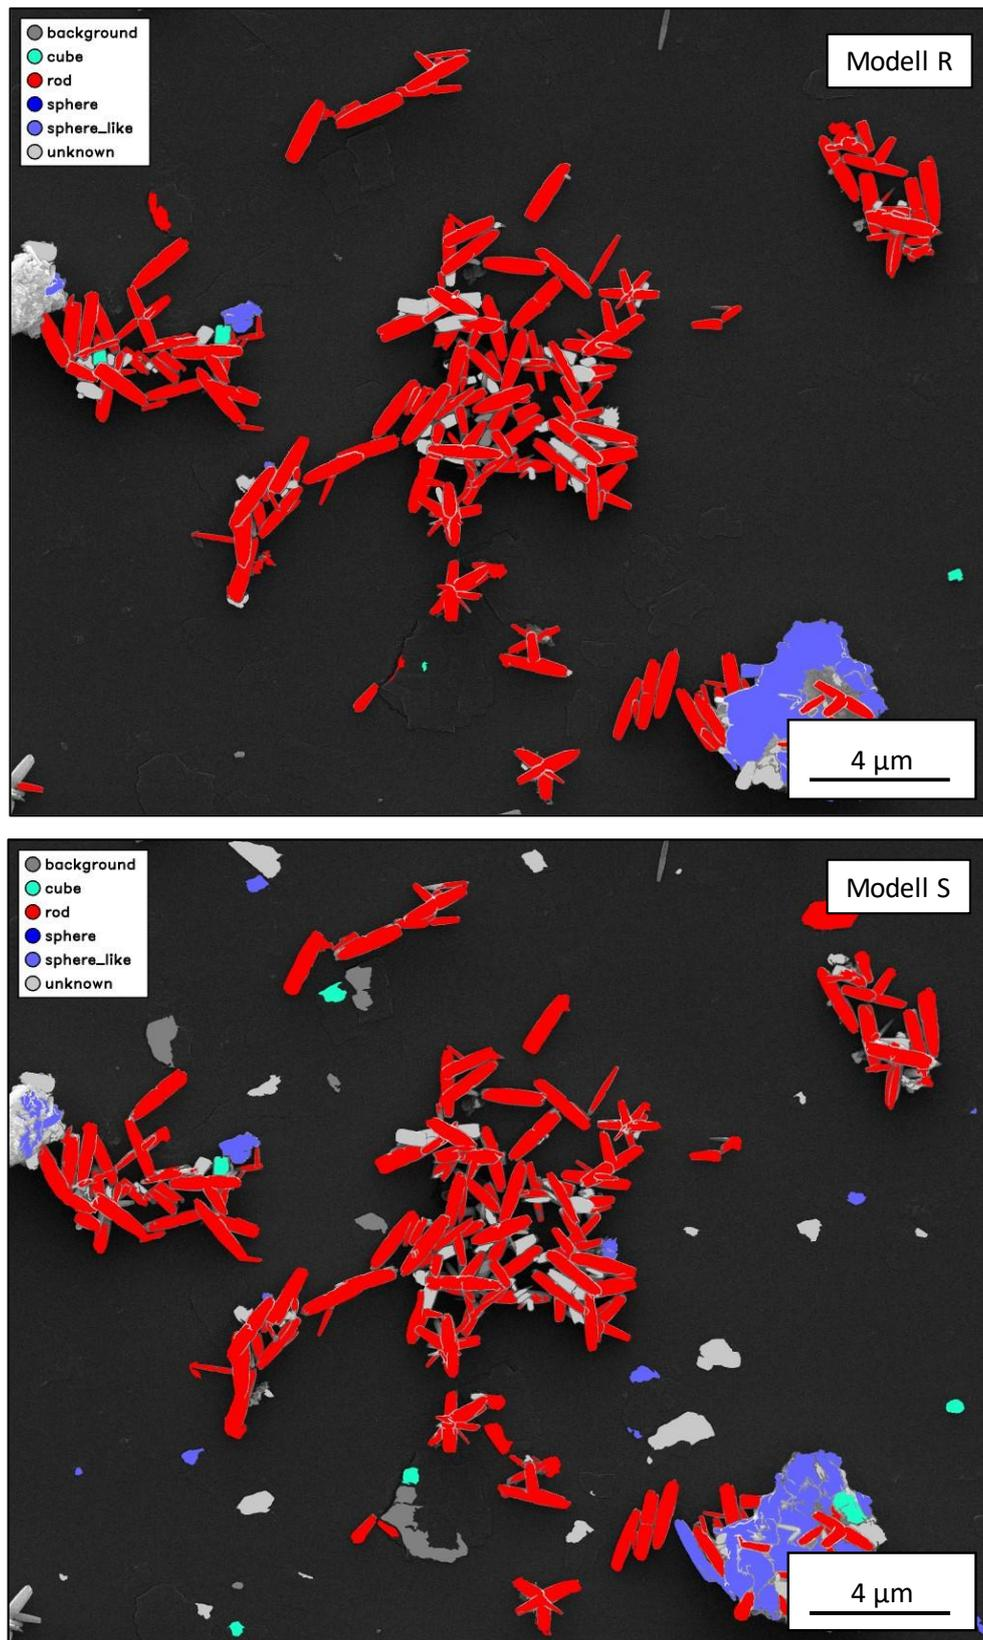 background
cube
rod
sphere
sphere_like
unknown
Modell R
4 µm
background
cube
rod
sphere
sphere_like
unknown
Modell S
4 µm